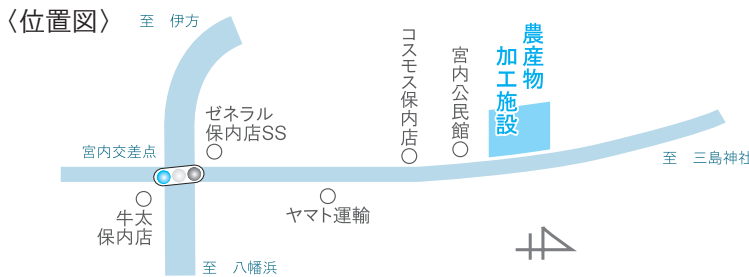 〈位置図〉
至　伊方
ゼネラル
保内店SS
宮内交差点
コスモス保内店
宮内公民館
農産物
加工施設
至　三島神社
牛太
保内店
ヤマト運輸
至　八幡浜